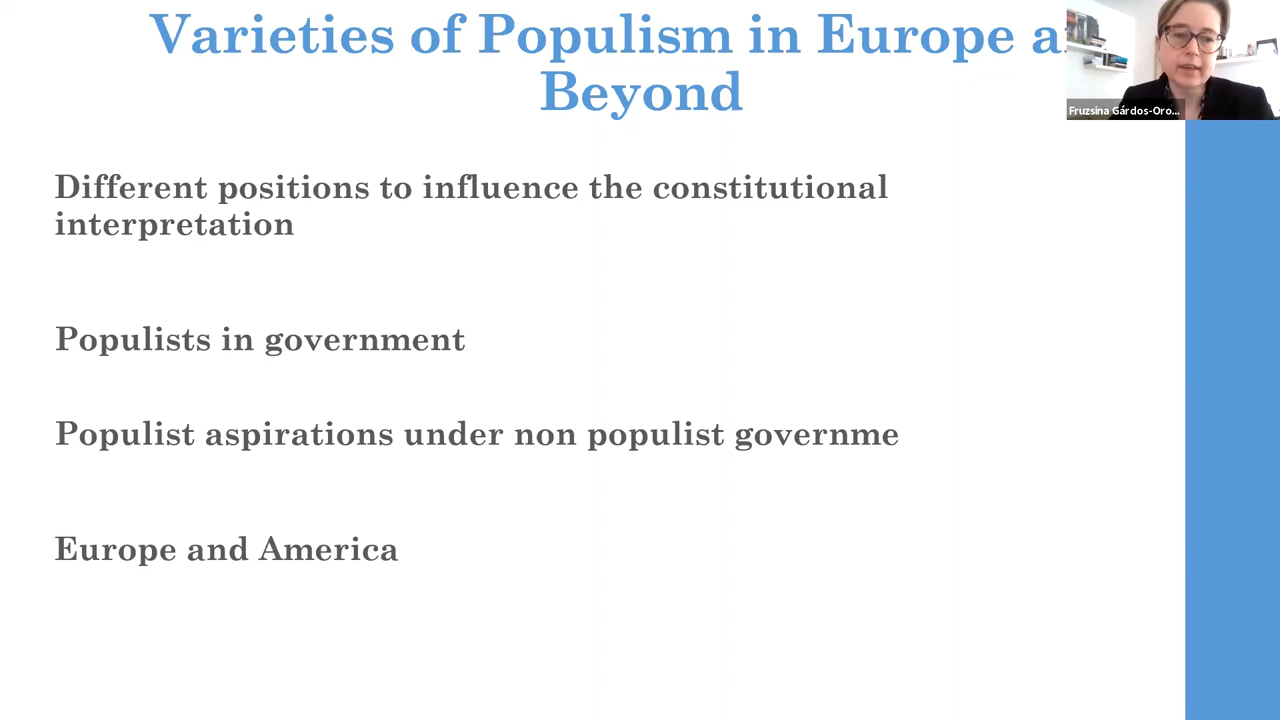 Varieties of Populism in Europe a
Beyond
Fruzsina Gárdos-Oro...
Different positions to influence the constitutional
interpretation
Populists in government
Populist aspirations under non populist governme
Europe and America